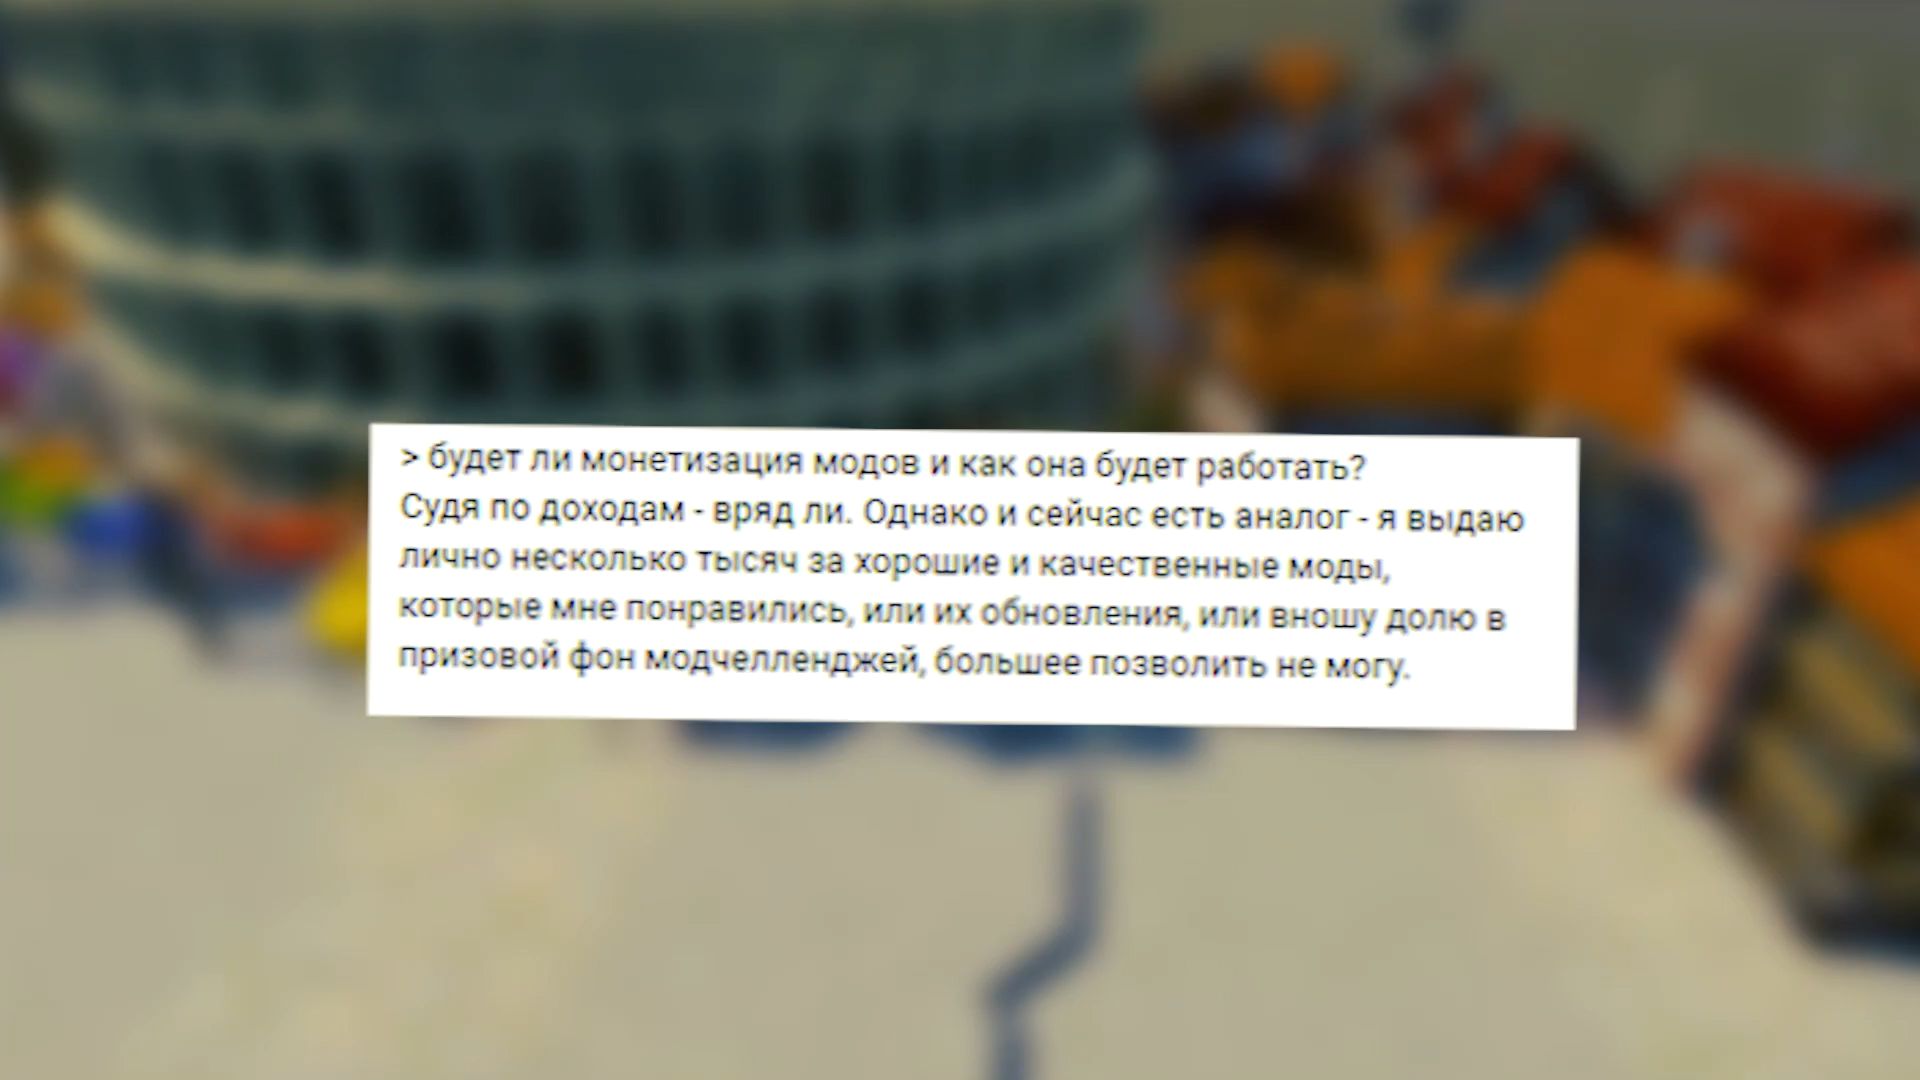 > будет ли монетизация модов и как она будет работать?
Судя по доходам - вряд ли. Однако и сейчас есть аналог - я выдаю
лично несколько тысяч за хорошие и качественные моды,
которые мне понравились, или их обновления, или вношу долю в
призовой фон модчелленджей, большее позволить не могу.